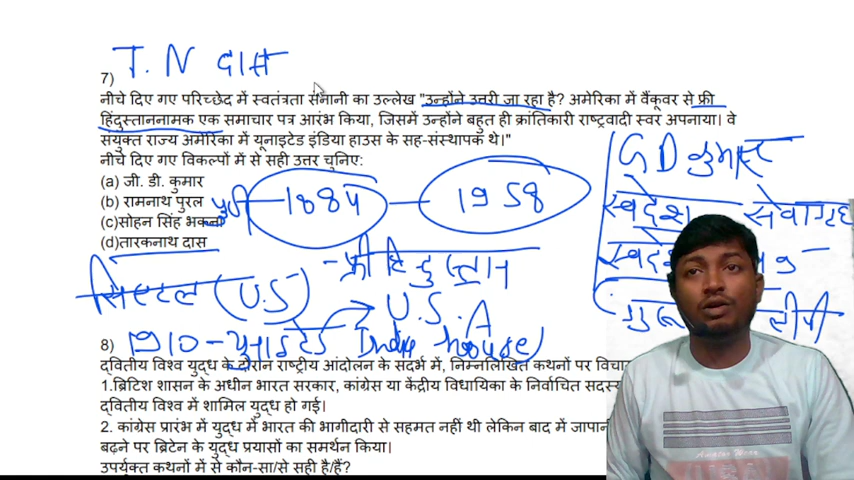 T. N दास
7)
नीचे दिए गए परिच्छेद में स्वतंत्रता सेनानी का उल्लेख "उन्होंने उत्तरी जा रहा है? अमेरिका में वैंकूवर से फ्री
हिंदुस्ताननामक एक समाचार पत्र आरंभ किया, जिसमें उन्होंने बहुत ही क्रांतिकारी राष्ट्रवादी स्वर अपनाया। वे
संयुक्त राज्य अमेरिका में यूनाइटेड इंडिया हाउस के सह-संस्थापक थे।"
नीचे दिए गए विकल्पों में से सही उत्तर चुनिए:
(a) जी. डी. कुमार
(b) रामनाथ पुरल
(c)सोहन सिंह भकना
(d)तारकनाथ दास
1884 - 1958
G D कुमार
स्वदेश सेवागृह
स्वदेश
फ्री हिन्दुस्तान
(U.S)
U.S.A
1910 - युनाइटेड India house)
8)
द्वितीय विश्व युद्ध के दौरान राष्ट्रीय आंदोलन के संदर्भ में, निम्नलिखित कथनों पर विचा
1.ब्रिटिश शासन के अधीन भारत सरकार, कांग्रेस या केंद्रीय विधायिका के निर्वाचित सदस्
द्वितीय विश्व में शामिल युद्ध हो गई।
2. कांग्रेस प्रारंभ में युद्ध में भारत की भागीदारी से सहमत नहीं थी लेकिन बाद में जापानी
बढ़ने पर ब्रिटेन के युद्ध प्रयासों का समर्थन किया।
उपर्युक्त कथनों में से कौन-सा/से सही है/हैं?